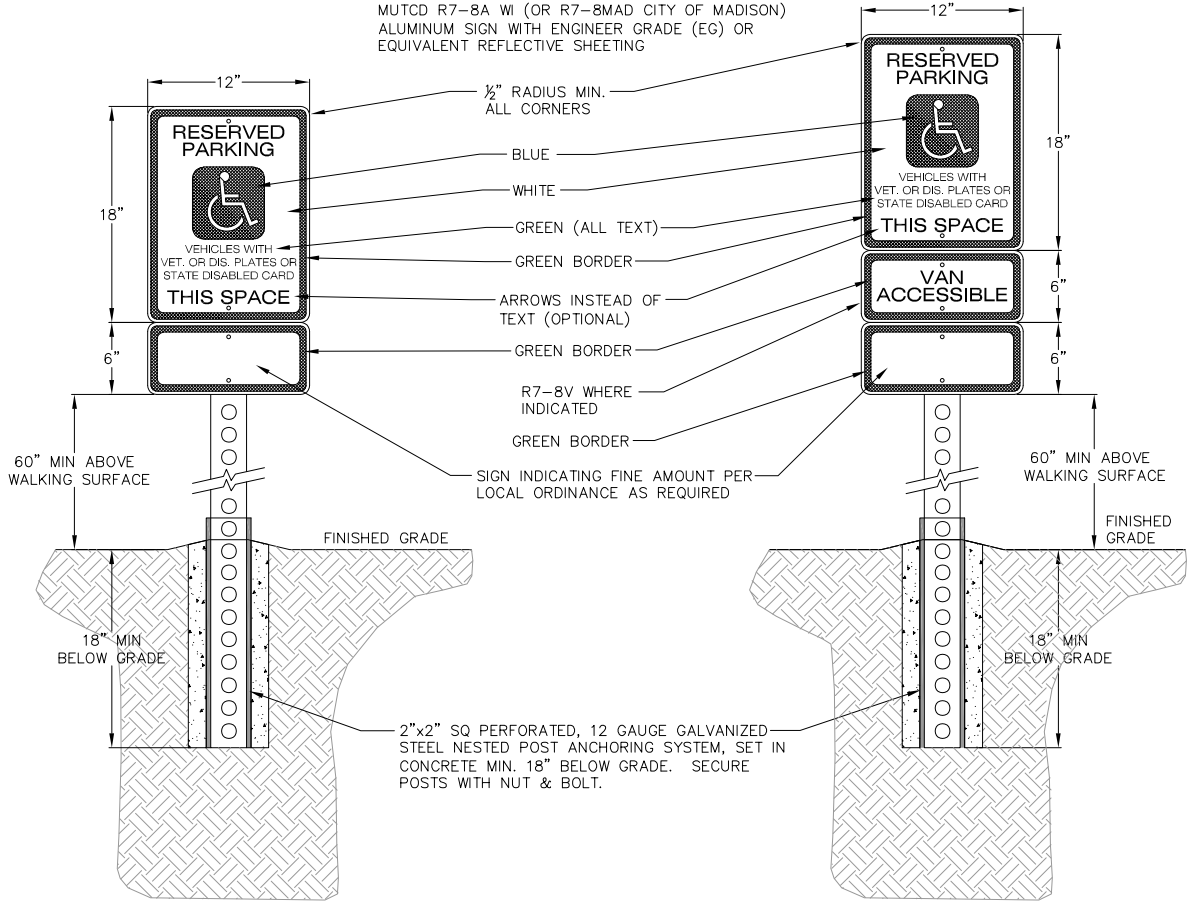 MUTCD R7-8A WI (OR R7-8MAD CITY OF MADISON)
ALUMINUM SIGN WITH ENGINEER GRADE (EG) OR
EQUIVALENT REFLECTIVE SHEETING
12"
12"
½" RADIUS MIN.
ALL CORNERS
BLUE
WHITE
GREEN (ALL TEXT)
GREEN BORDER
ARROWS INSTEAD OF
TEXT (OPTIONAL)
GREEN BORDER
R7-8V WHERE
INDICATED
GREEN BORDER
SIGN INDICATING FINE AMOUNT PER
LOCAL ORDINANCE AS REQUIRED
RESERVED
PARKING
VEHICLES WITH
VET. OR DIS. PLATES OR
STATE DISABLED CARD
THIS SPACE
18"
6"
60" MIN ABOVE
WALKING SURFACE
FINISHED GRADE
18" MIN
BELOW GRADE
RESERVED
PARKING
VEHICLES WITH
VET. OR DIS. PLATES OR
STATE DISABLED CARD
THIS SPACE
VAN
ACCESSIBLE
18"
6"
6"
60" MIN ABOVE
WALKING SURFACE
FINISHED
GRADE
18" MIN
BELOW GRADE
2"x2" SQ PERFORATED, 12 GAUGE GALVANIZED
STEEL NESTED POST ANCHORING SYSTEM, SET IN
CONCRETE MIN. 18" BELOW GRADE. SECURE
POSTS WITH NUT & BOLT.